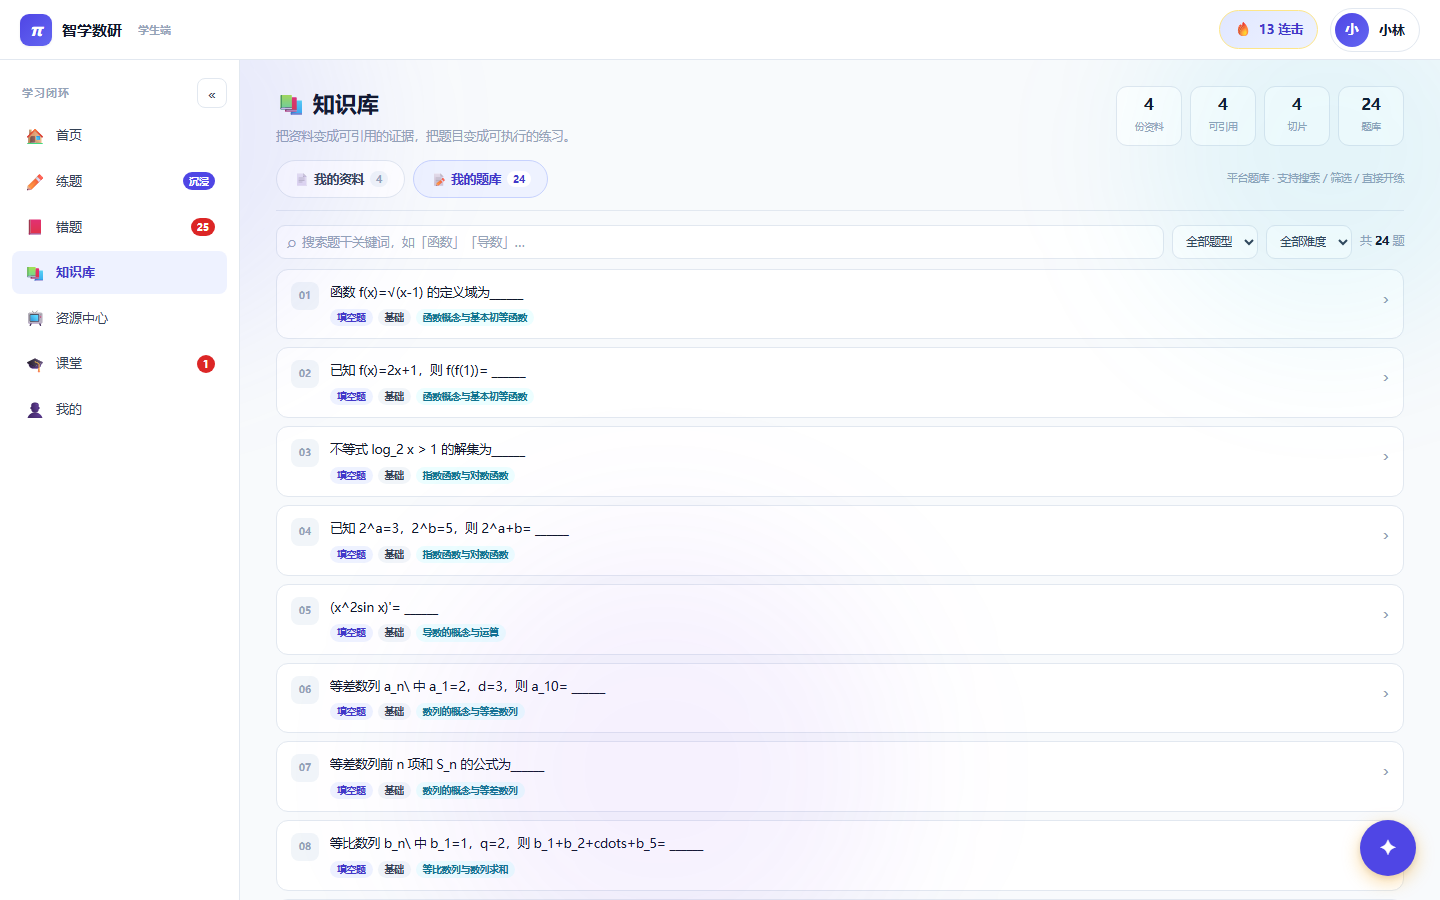 π 智学数研 学生端
13 连击
小 小林
学习闭环 «
首页
练题 沉浸
错题 25
知识库
资源中心
课堂 1
我的
知识库
把资料变成可引用的证据，把题目变成可执行的练习。
4 份资料
4 可引用
4 切片
24 题库
我的资料 4
我的题库 24
平台题库 · 支持搜索 / 筛选 / 直接开练
搜索题干关键词，如「函数」「导数」...
全部题型
全部难度
共 24 题
01 函数 f(x)=√(x-1) 的定义域为_____
填空题 基础 函数概念与基本初等函数
02 已知 f(x)=2x+1，则 f(f(1))= _____
填空题 基础 函数概念与基本初等函数
03 不等式 log_2 x > 1 的解集为_____
填空题 基础 指数函数与对数函数
04 已知 2^a=3，2^b=5，则 2^a+b= _____
填空题 基础 指数函数与对数函数
05 (x^2sin x)'= _____
填空题 基础 导数的概念与运算
06 等差数列 a_n\ 中 a_1=2，d=3，则 a_10= _____
填空题 基础 数列的概念与等差数列
07 等差数列前 n 项和 S_n 的公式为_____
填空题 基础 数列的概念与等差数列
08 等比数列 b_n\ 中 b_1=1，q=2，则 b_1+b_2+cdots+b_5= _____
填空题 基础 等比数列与数列求和